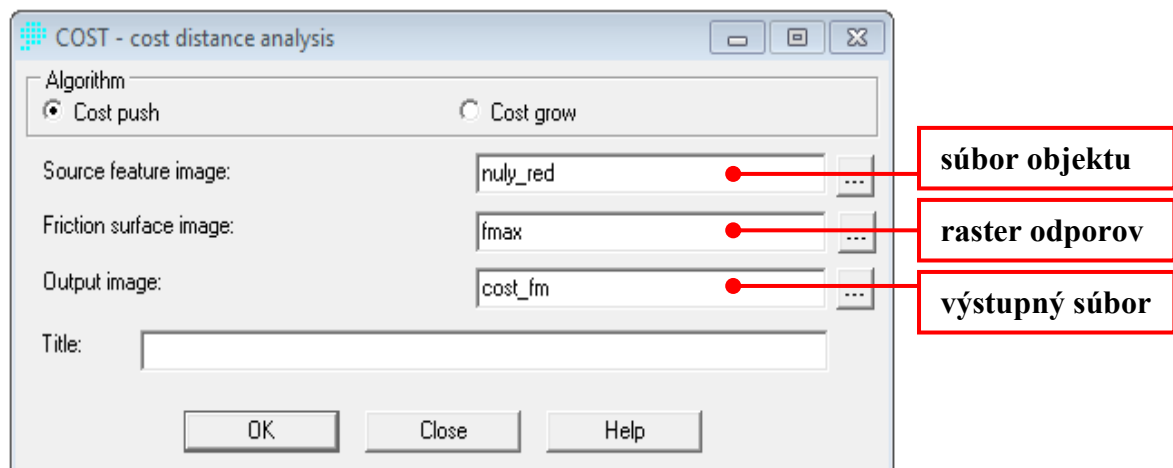 COST - cost distance analysis
Algorithm
Cost push
Cost grow
Source feature image:
nuly_red
...
súbor objektu
Friction surface image:
fmax
...
raster odporov
Output image:
cost_fm
...
výstupný súbor
Title:
OK
Close
Help